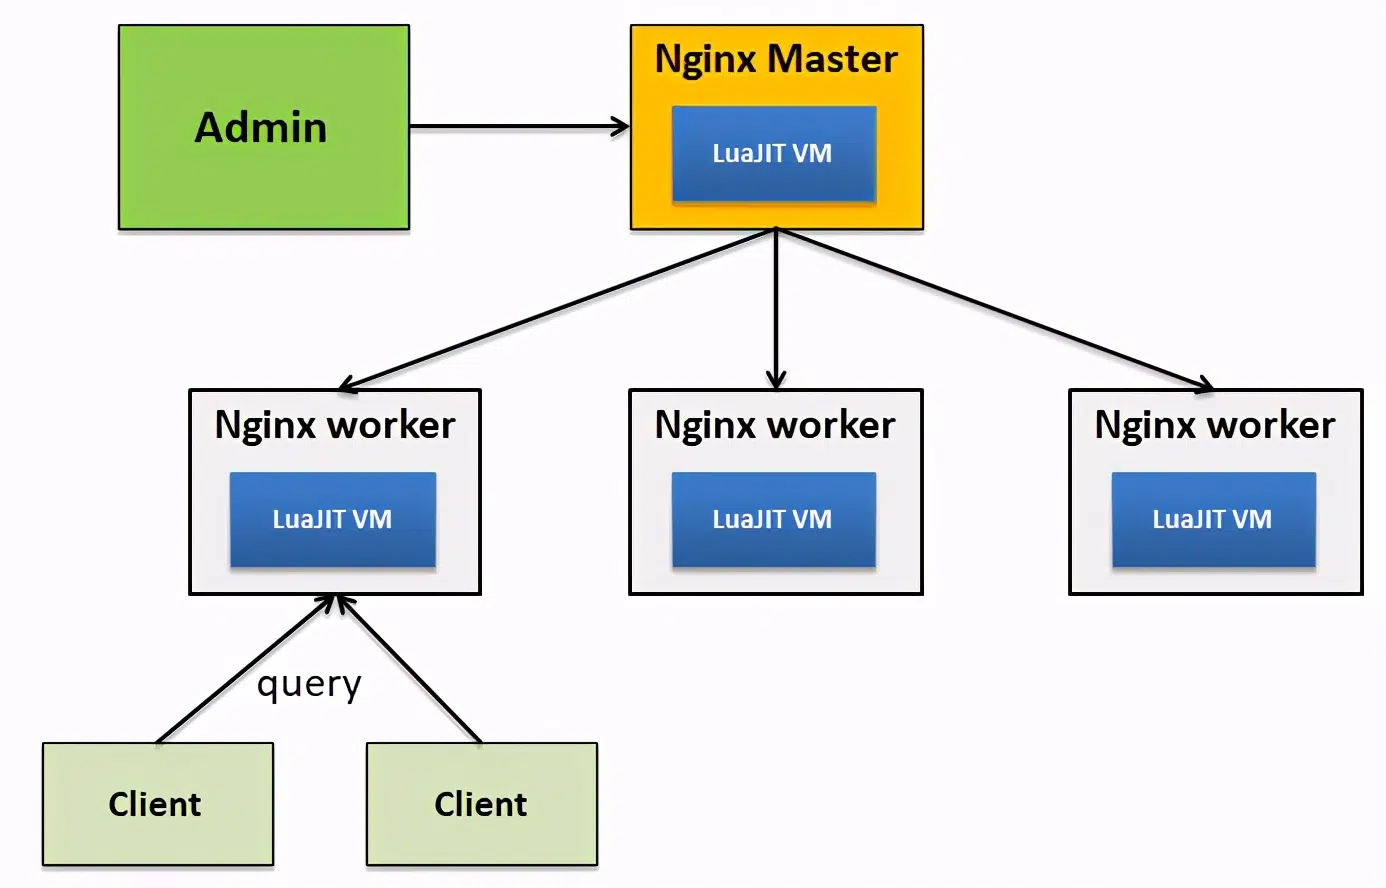 Admin
Nginx Master
LuaJIT VM
Nginx worker
LuaJIT VM
Nginx worker
LuaJIT VM
Nginx worker
LuaJIT VM
query
Client
Client